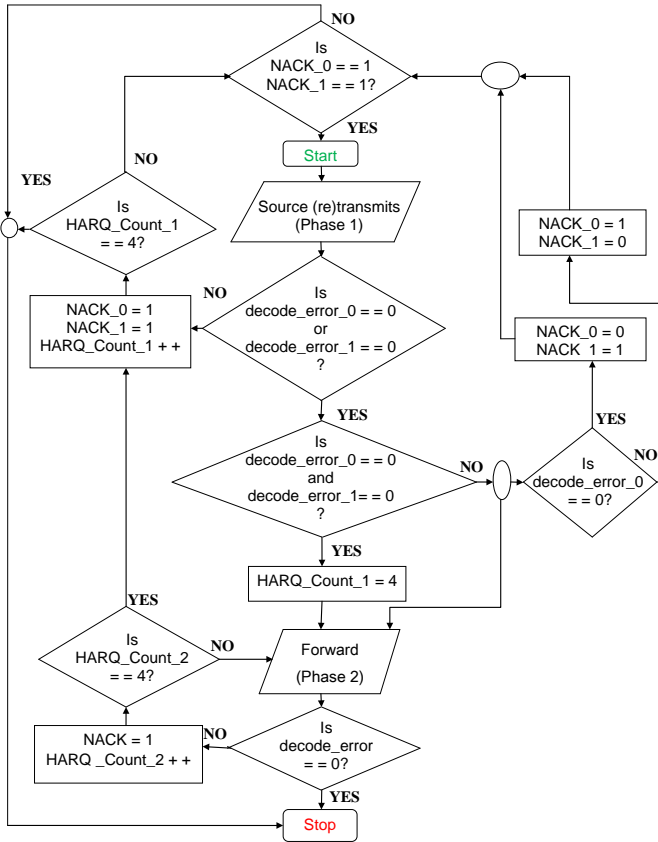 NO
Is
NACK_0 = = 1
NACK_1 = = 1?
YES
Start
NO
YES
Is
HARQ_Count_1
= = 4?
Source (re)transmits
(Phase 1)
NACK_0 = 1
NACK_1 = 0
NACK_0 = 1
NACK_1 = 1
HARQ_Count_1 + +
NO
Is
decode_error_0 = = 0
or
decode_error_1 = = 0
?
NACK_0 = 0
NACK_1 = 1
YES
YES
Is
decode_error_0 = = 0
and
decode_error_1= = 0
?
NO
Is
decode_error_0
= = 0?
NO
YES
HARQ_Count_1 = 4
YES
Is
HARQ_Count_2
= = 4?
NO
Forward
(Phase 2)
NACK = 1
HARQ _Count_2 + +
NO
Is
decode_error
= = 0?
YES
Stop